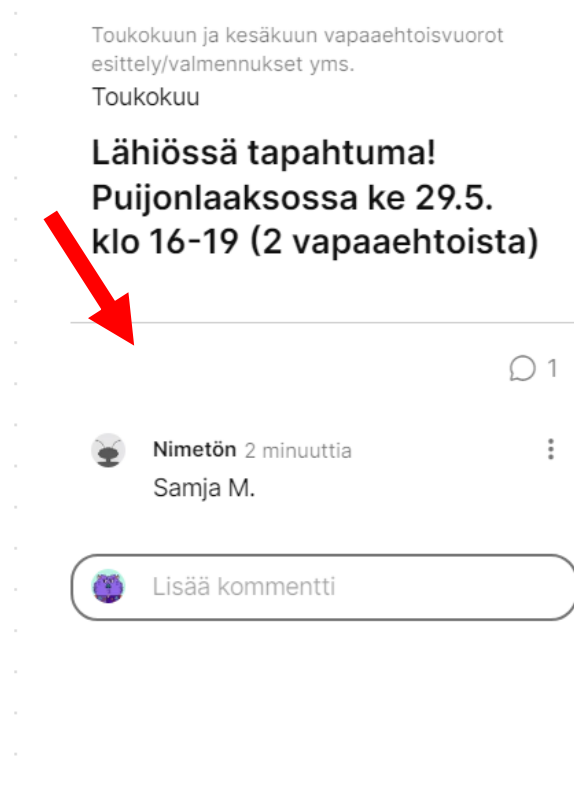 Toukokuun ja kesäkuun vapaaehtoisvuorot
esittely/valmennukset yms.
Toukokuu
Lähiössä tapahtuma!
Puijonlaaksossa ke 29.5.
klo 16-19 (2 vapaaehtoista)
1
Nimetön 2 minuuttia
Samja M.
Lisää kommentti